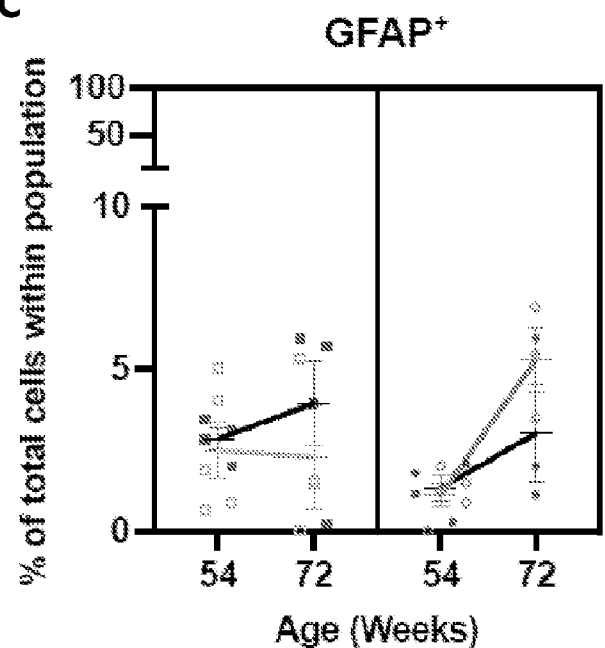 C
GFAP+
% of total cells within population
100
50
10
5
0
54 72 54 72
Age (Weeks)